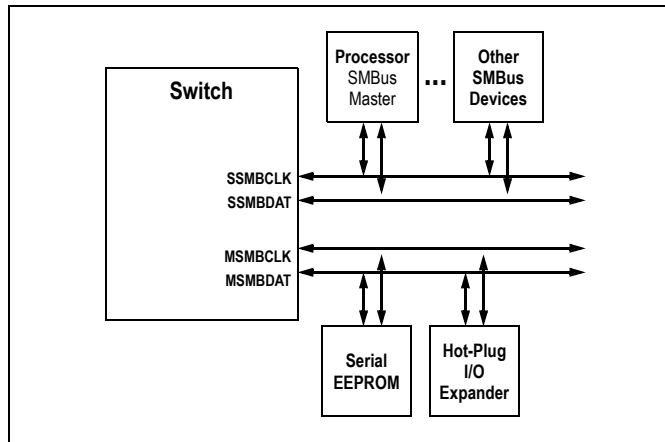 Switch
Processor
SMBus
Master
...
Other
SMBus
Devices
SSMBCLK
SSMBDAT
MSMBCLK
MSMBDAT
Serial
EEPROM
Hot-Plug
I/O
Expander